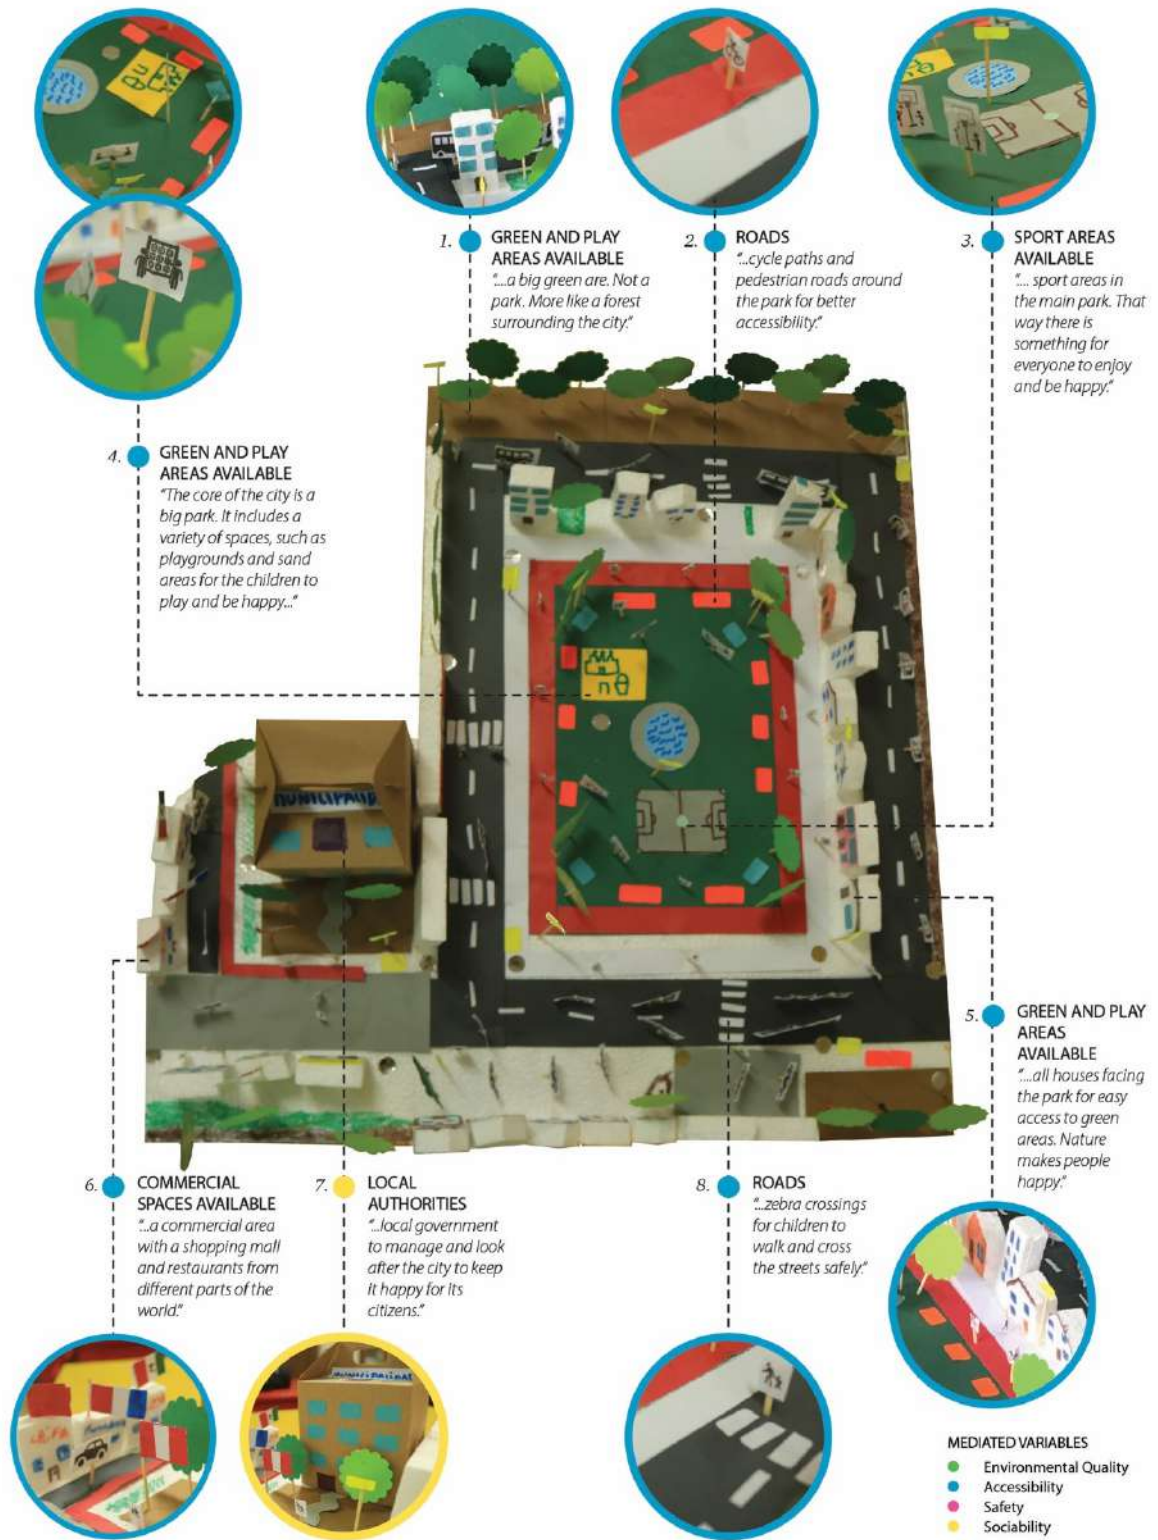 1. GREEN AND PLAY
AREAS AVAILABLE
"....a big green are. Not a
park. More like a forest
surrounding the city."
2. ROADS
"...cycle paths and
pedestrian roads around
the park for better
accessibility."
3. SPORT AREAS
AVAILABLE
".... sport areas in
the main park. That
way there is
something for
everyone to enjoy
and be happy."
4. GREEN AND PLAY
AREAS AVAILABLE
"The core of the city is a
big park. It includes a
variety of spaces, such as
playgrounds and sand
areas for the children to
play and be happy..."
MUNICIPALID
5. GREEN AND PLAY
AREAS
AVAILABLE
"....all houses facing
the park for easy
access to green
areas. Nature
makes people
happy."
6. COMMERCIAL
SPACES AVAILABLE
"...a commercial area
with a shopping mall
and restaurants from
different parts of the
world."
7. LOCAL
AUTHORITIES
"...local government
to manage and look
after the city to keep
it happy for its
citizens."
8. ROADS
"...zebra crossings
for children to
walk and cross
the streets safely."
MUNICIPALIDAD
MEDIATED VARIABLES
Environmental Quality
Accessibility
Safety
Sociability